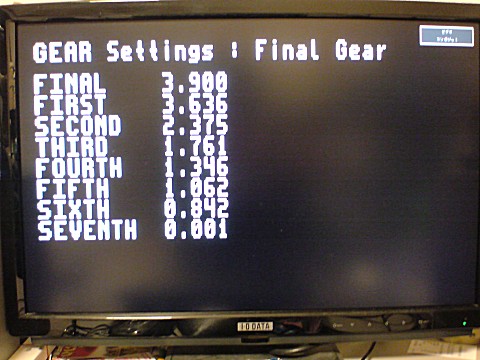 GEAR Settings : Final Gear
FINAL 3.900
FIRST 3.636
SECOND 2.375
THIRD 1.761
FOURTH 1.346
FIFTH 1.062
SIXTH 0.842
SEVENTH 0.001
I·O DATA